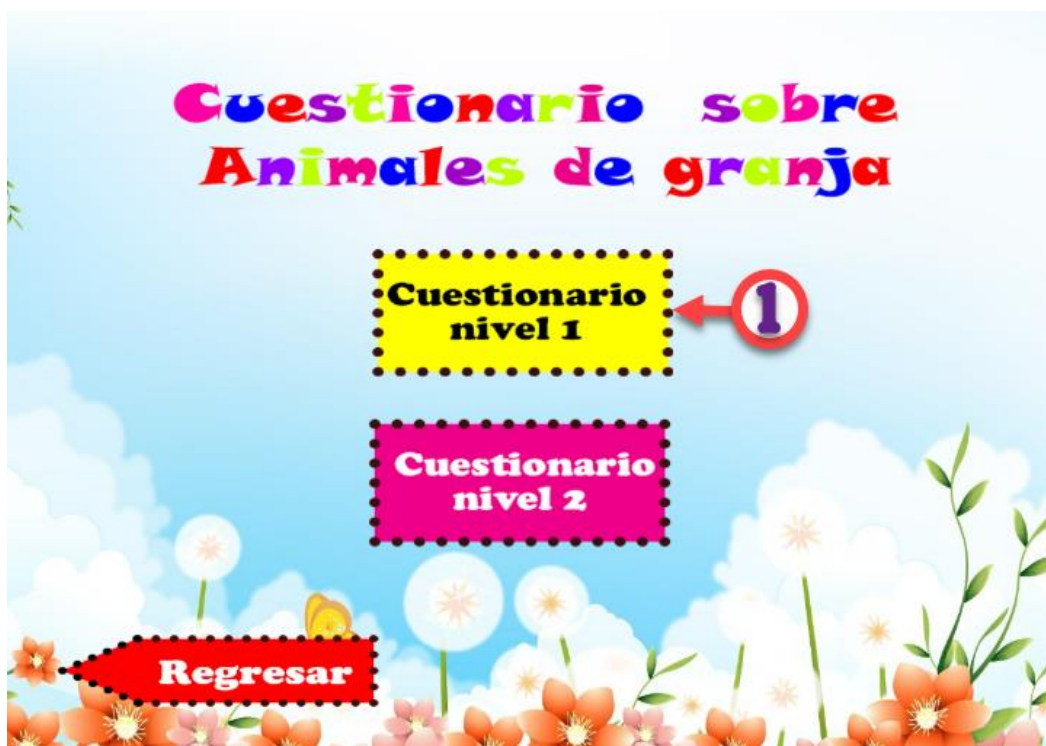 Cuestionario sobre
Animales de granja
Cuestionario
nivel 1
1
Cuestionario
nivel 2
Regresar